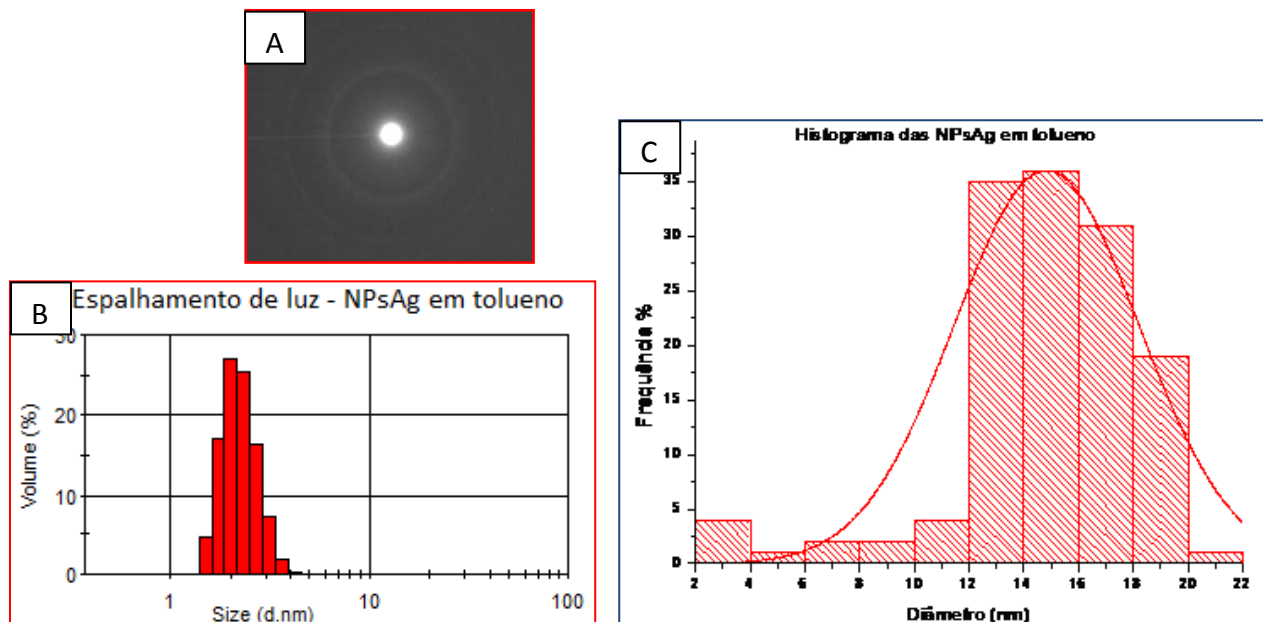 A
B
Espalhamento de luz - NPsAg em tolueno
30
20
10
0
Volume (%)
1
10
100
Size (d.nm)
C
Histograma das NPsAg em tolueno
35
30
25
20
15
10
5
0
Frequência %
2
4
6
8
10
12
14
16
18
20
22
Diâmetro (nm)